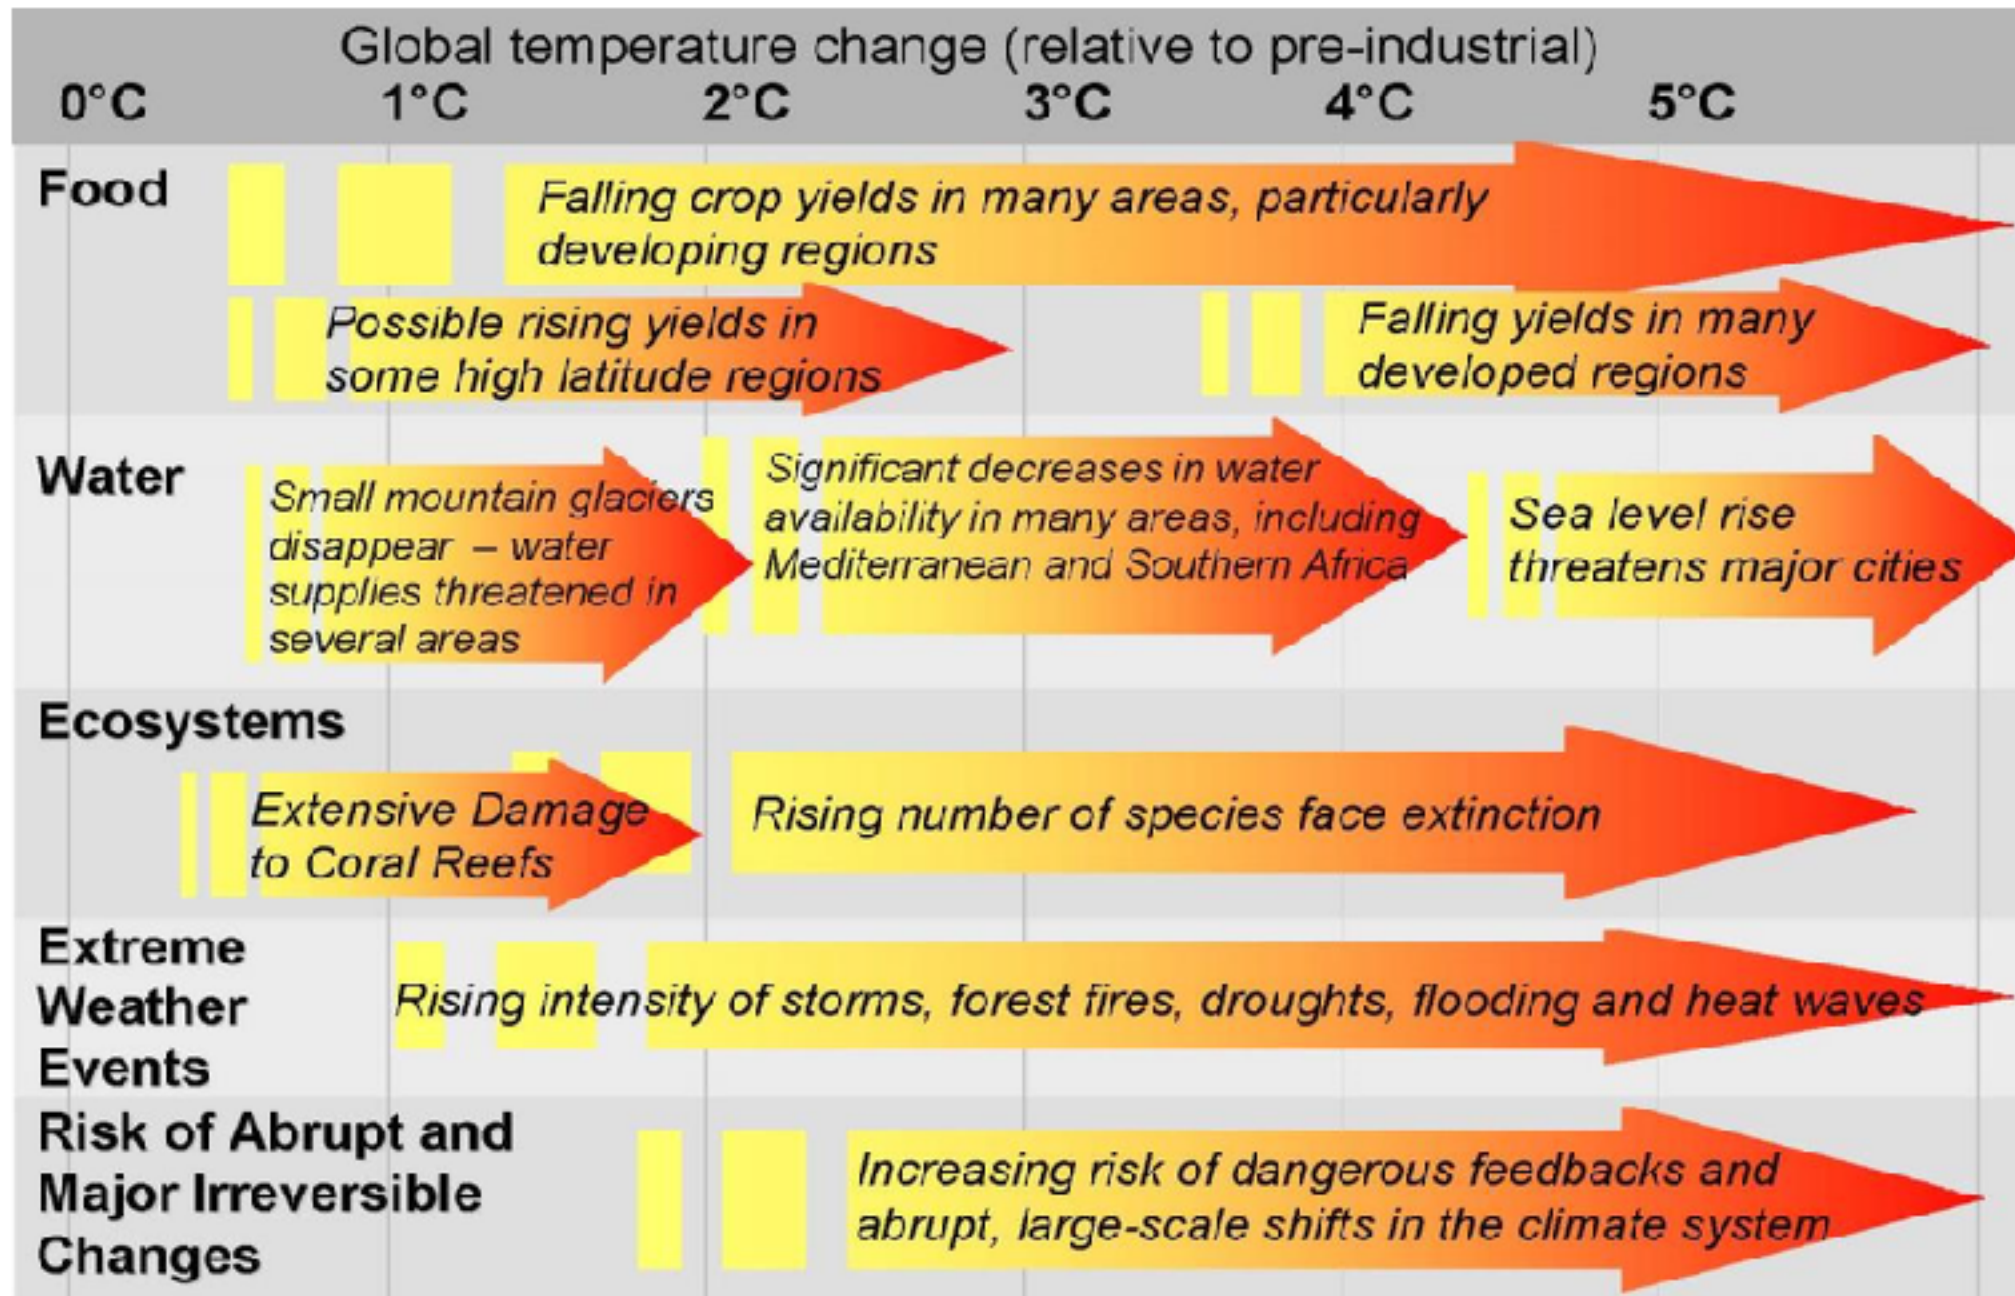 Global temperature change (relative to pre-industrial)
0°C 1°C 2°C 3°C 4°C 5°C
Food
Falling crop yields in many areas, particularly
developing regions
Possible rising yields in
some high latitude regions
Falling yields in many
developed regions
Water
Small mountain glaciers
disappear – water
supplies threatened in
several areas
Significant decreases in water
availability in many areas, including
Mediterranean and Southern Africa
Sea level rise
threatens major cities
Ecosystems
Extensive Damage
to Coral Reefs
Rising number of species face extinction
Extreme
Weather
Events
Rising intensity of storms, forest fires, droughts, flooding and heat waves
Risk of Abrupt and
Major Irreversible
Changes
Increasing risk of dangerous feedbacks and
abrupt, large-scale shifts in the climate system